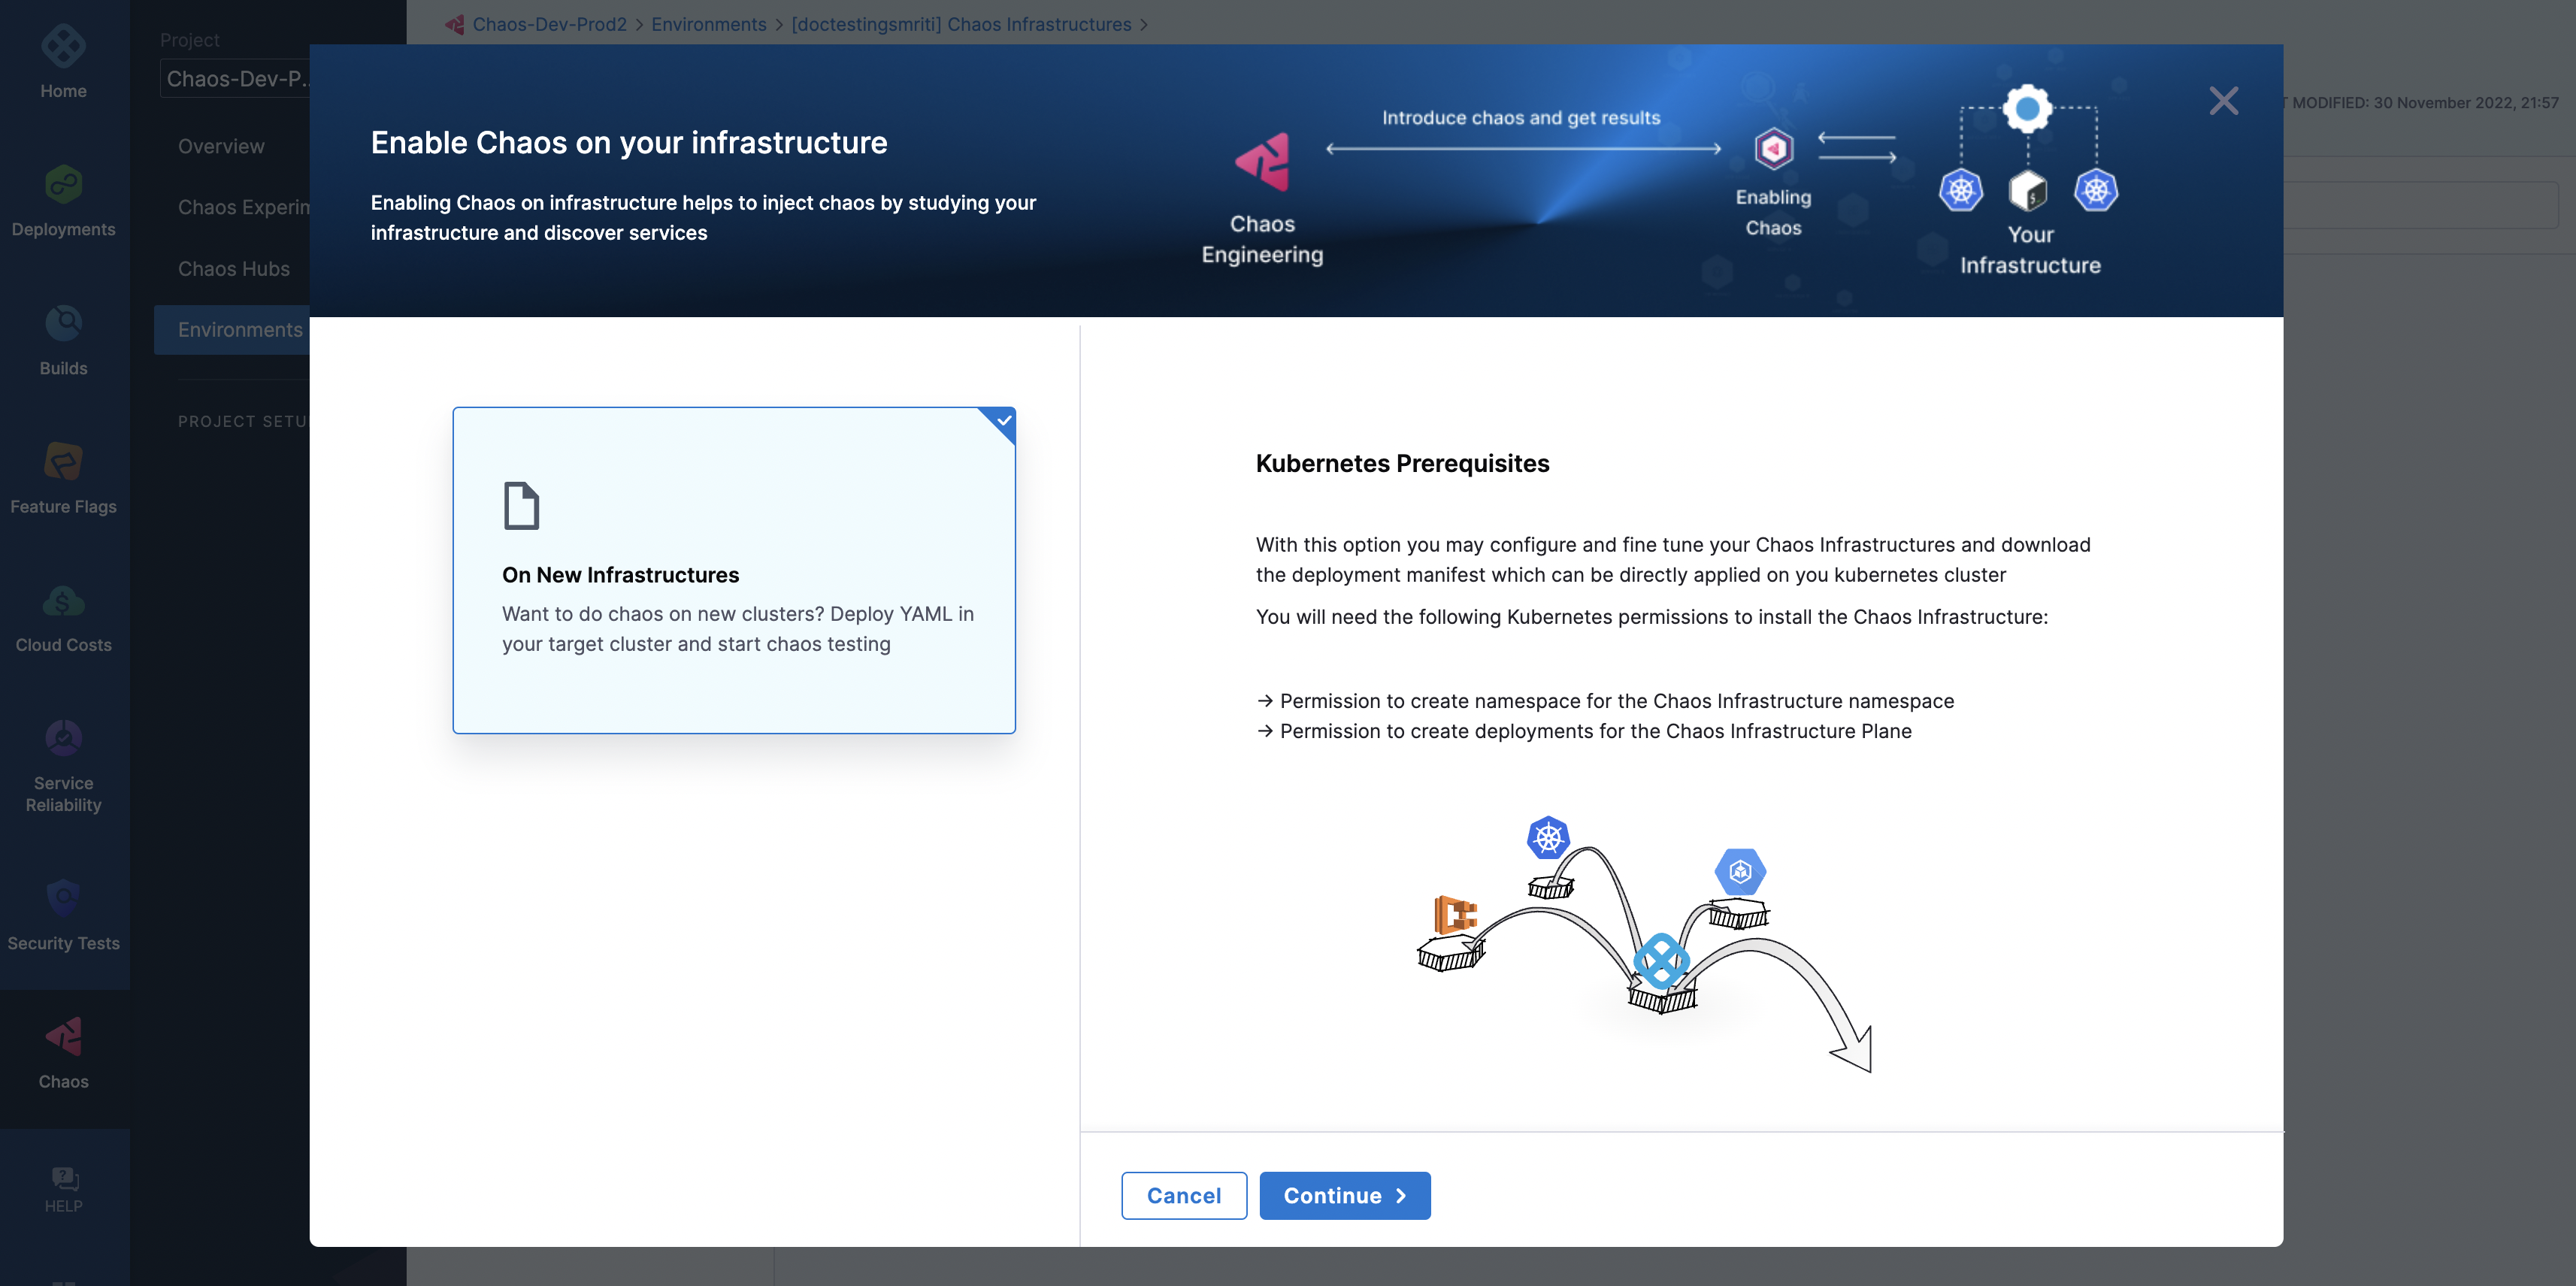 Home
Deployments
Builds
Feature Flags
Cloud Costs
Service
Reliability
Security Tests
Chaos
HELP
Project
Chaos-Dev-P...
Overview
Chaos Experim
Chaos Hubs
Environments
PROJECT SETU
Chaos-Dev-Prod2 > Environments > [doctestingsmriti] Chaos Infrastructures >
T MODIFIED: 30 November 2022, 21:57
Enable Chaos on your infrastructure
Enabling Chaos on infrastructure helps to inject chaos by studying your
infrastructure and discover services
Introduce chaos and get results
Chaos
Engineering
Enabling
Chaos
Your
Infrastructure
On New Infrastructures
Want to do chaos on new clusters? Deploy YAML in
your target cluster and start chaos testing
Kubernetes Prerequisites
With this option you may configure and fine tune your Chaos Infrastructures and download
the deployment manifest which can be directly applied on you kubernetes cluster
You will need the following Kubernetes permissions to install the Chaos Infrastructure:
→ Permission to create namespace for the Chaos Infrastructure namespace
→ Permission to create deployments for the Chaos Infrastructure Plane
Cancel
Continue >